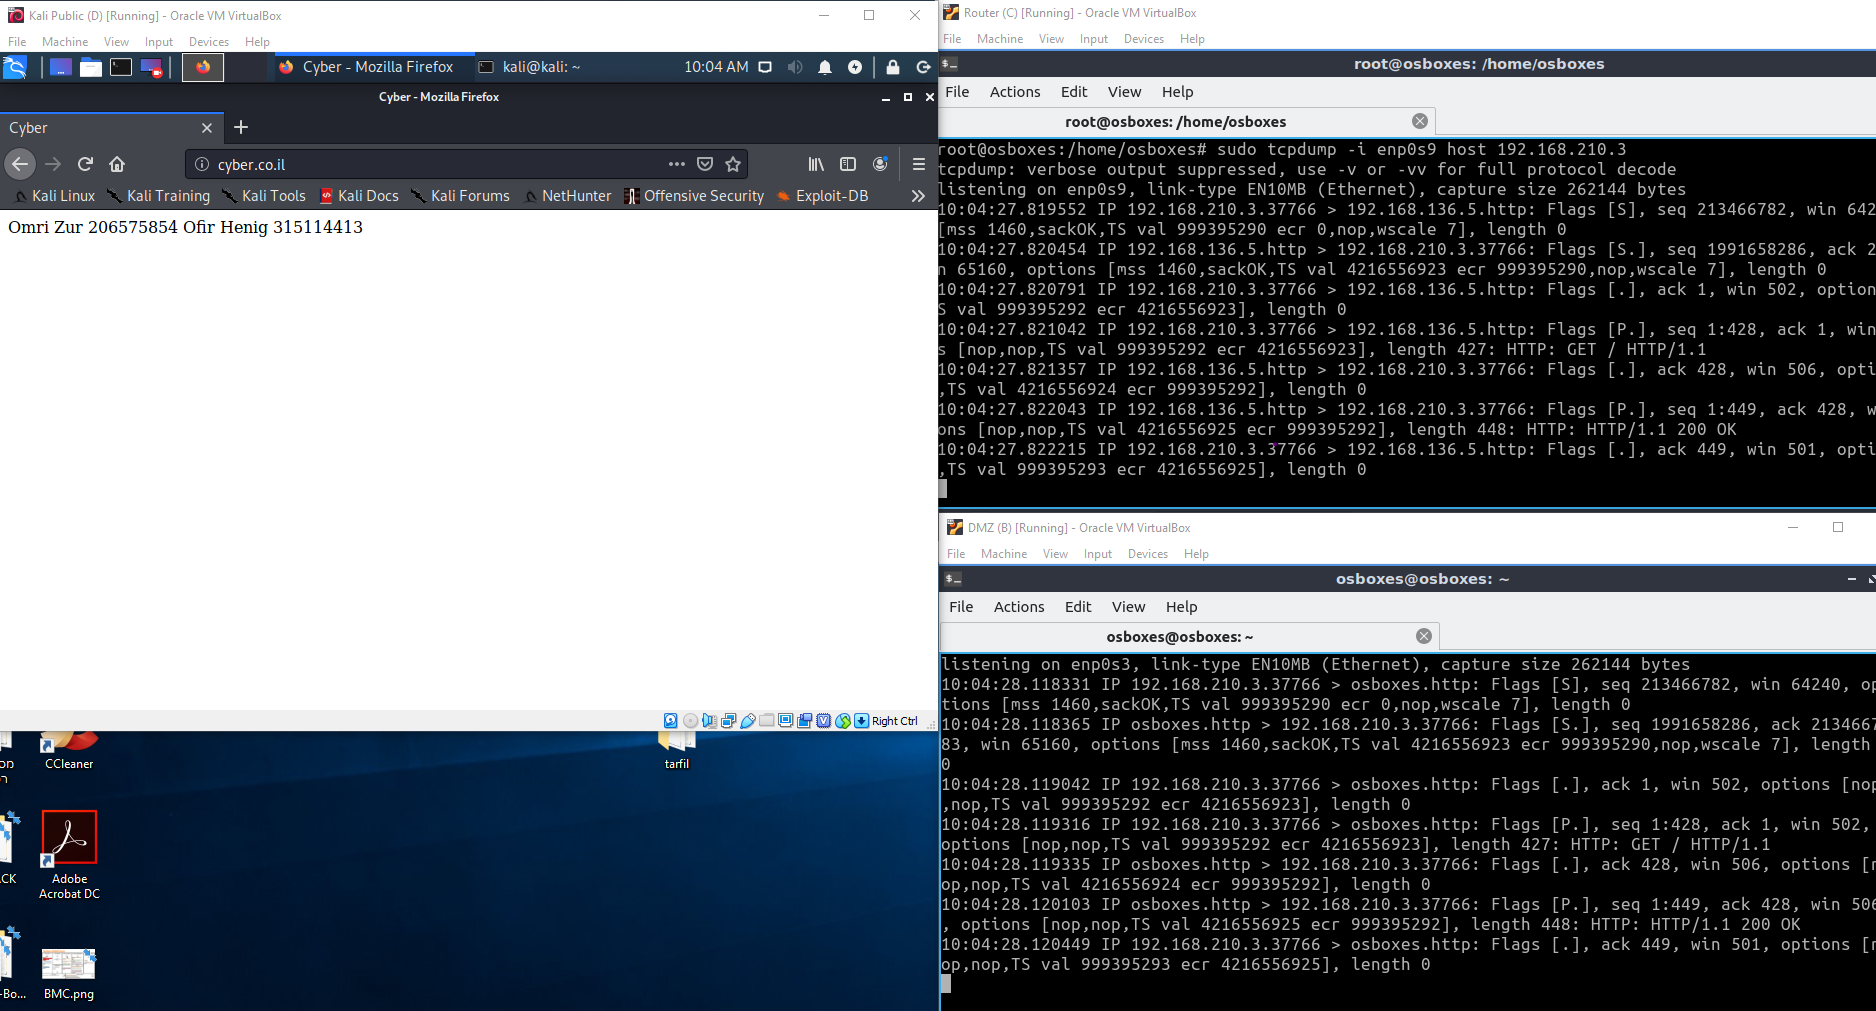 Kali Public (D) [Running] - Oracle VM VirtualBox
File Machine View Input Devices Help
Cyber - Mozilla Firefox kali@kali: ~ 10:04 AM
Cyber - Mozilla Firefox
Cyber
cyber.co.il
Kali Linux Kali Training Kali Tools Kali Docs Kali Forums NetHunter Offensive Security Exploit-DB
Omri Zur 206575854 Ofir Henig 315114413
Right Ctrl
CCleaner
tarfil
Adobe
Acrobat DC
CK
-Bo...
BMC.png
Router (C) [Running] - Oracle VM VirtualBox
File Machine View Input Devices Help
root@osboxes: /home/osboxes
File Actions Edit View Help
root@osboxes: /home/osboxes
root@osboxes:/home/osboxes# sudo tcpdump -i enp0s9 host 192.168.210.3
tcpdump: verbose output suppressed, use -v or -vv for full protocol decode
listening on enp0s9, link-type EN10MB (Ethernet), capture size 262144 bytes
10:04:27.819552 IP 192.168.210.3.37766 > 192.168.136.5.http: Flags [S], seq 213466782, win 642
[mss 1460,sackOK,TS val 999395290 ecr 0,nop,wscale 7], length 0
10:04:27.820454 IP 192.168.136.5.http > 192.168.210.3.37766: Flags [S.], seq 1991658286, ack 2
n 65160, options [mss 1460,sackOK,TS val 4216556923 ecr 999395290,nop,wscale 7], length 0
10:04:27.820791 IP 192.168.210.3.37766 > 192.168.136.5.http: Flags [.], ack 1, win 502, option
S val 999395292 ecr 4216556923], length 0
10:04:27.821042 IP 192.168.210.3.37766 > 192.168.136.5.http: Flags [P.], seq 1:428, ack 1, win
s [nop,nop,TS val 999395292 ecr 4216556923], length 427: HTTP: GET / HTTP/1.1
10:04:27.821357 IP 192.168.136.5.http > 192.168.210.3.37766: Flags [.], ack 428, win 506, opti
,TS val 4216556924 ecr 999395292], length 0
10:04:27.822043 IP 192.168.136.5.http > 192.168.210.3.37766: Flags [P.], seq 1:449, ack 428, w
ons [nop,nop,TS val 4216556925 ecr 999395292], length 448: HTTP: HTTP/1.1 200 OK
10:04:27.822215 IP 192.168.210.3.37766 > 192.168.136.5.http: Flags [.], ack 449, win 501, opti
,TS val 999395293 ecr 4216556925], length 0
DMZ (B) [Running] - Oracle VM VirtualBox
File Machine View Input Devices Help
osboxes@osboxes: ~
File Actions Edit View Help
osboxes@osboxes: ~
listening on enp0s3, link-type EN10MB (Ethernet), capture size 262144 bytes
10:04:28.118331 IP 192.168.210.3.37766 > osboxes.http: Flags [S], seq 213466782, win 64240, op
tions [mss 1460,sackOK,TS val 999395290 ecr 0,nop,wscale 7], length 0
10:04:28.118365 IP osboxes.http > 192.168.210.3.37766: Flags [S.], seq 1991658286, ack 2134667
83, win 65160, options [mss 1460,sackOK,TS val 4216556923 ecr 999395290,nop,wscale 7], length
0
10:04:28.119042 IP 192.168.210.3.37766 > osboxes.http: Flags [.], ack 1, win 502, options [nop
,nop,TS val 999395292 ecr 4216556923], length 0
10:04:28.119316 IP 192.168.210.3.37766 > osboxes.http: Flags [P.], seq 1:428, ack 1, win 502,
options [nop,nop,TS val 999395292 ecr 4216556923], length 427: HTTP: GET / HTTP/1.1
10:04:28.119335 IP osboxes.http > 192.168.210.3.37766: Flags [.], ack 428, win 506, options [n
op,nop,TS val 4216556924 ecr 999395292], length 0
10:04:28.120103 IP osboxes.http > 192.168.210.3.37766: Flags [P.], seq 1:449, ack 428, win 506
, options [nop,nop,TS val 4216556925 ecr 999395292], length 448: HTTP: HTTP/1.1 200 OK
10:04:28.120449 IP 192.168.210.3.37766 > osboxes.http: Flags [.], ack 449, win 501, options [n
op,nop,TS val 999395293 ecr 4216556925], length 0